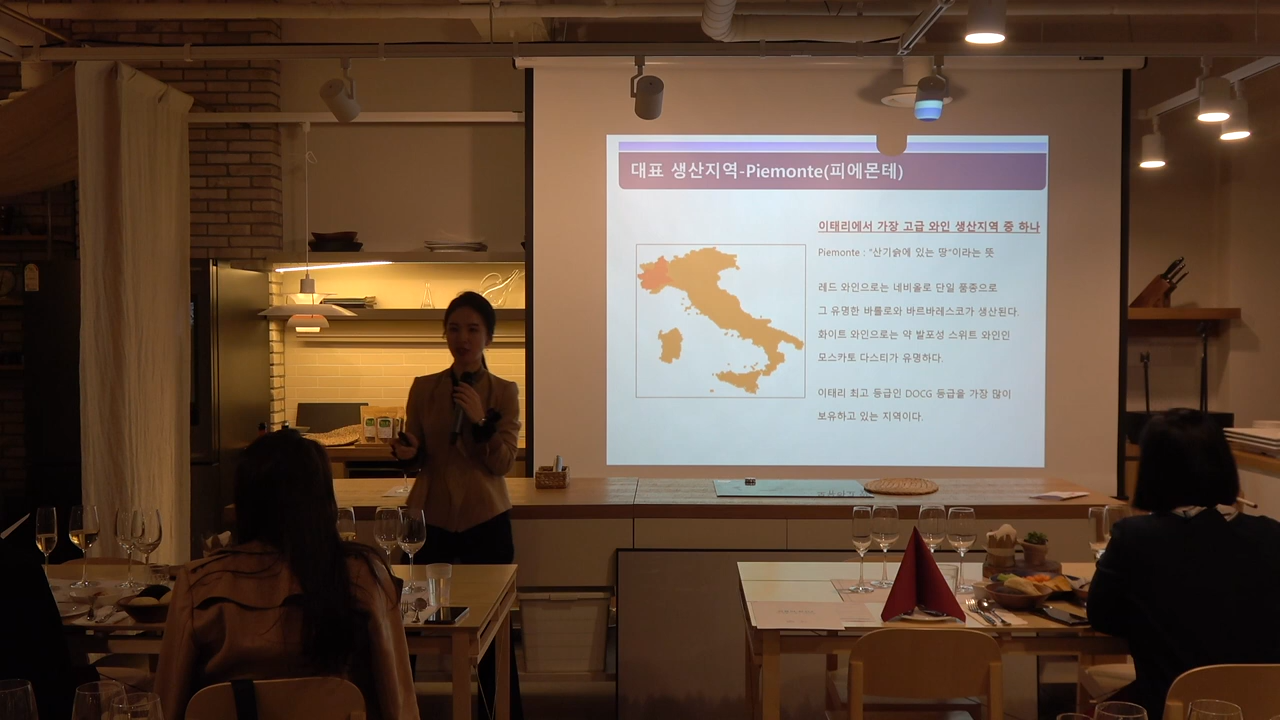 대표 생산지역-Piemonte(피에몬테)
이태리에서 가장 고급 와인 생산지역 중 하나
Piemonte : "산기슭에 있는 땅"이라는 뜻
레드 와인으로는 네비올로 단일 품종으로
그 유명한 바롤로와 바르바레스코가 생산된다.
화이트 와인으로는 약 발포성 스위트 와인인
모스카토 다스티가 유명하다.
이태리 최고 등급인 DOCG 등급을 가장 많이
보유하고 있는 지역이다.